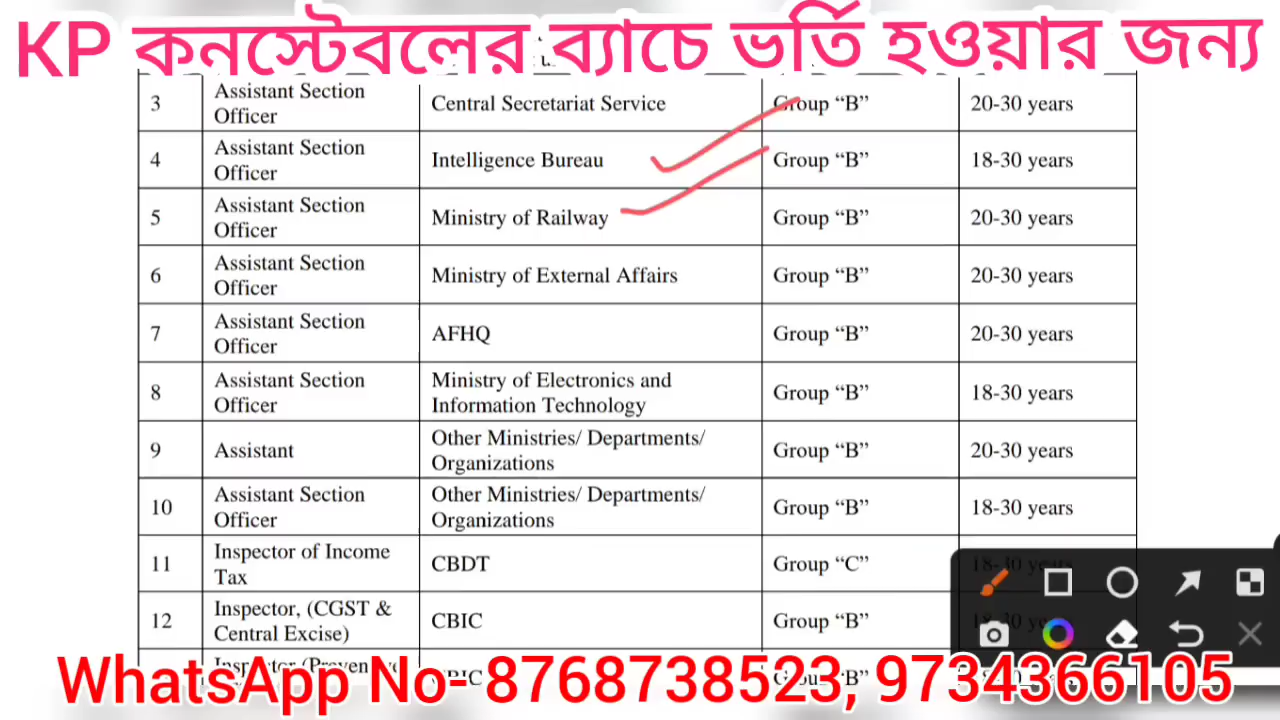 KP কনস্টেবলের ব্যাচে ভর্তি হওয়ার জন্য
3 Assistant Section Officer Central Secretariat Service Group “B” 20-30 years
4 Assistant Section Officer Intelligence Bureau Group “B” 18-30 years
5 Assistant Section Officer Ministry of Railway Group “B” 20-30 years
6 Assistant Section Officer Ministry of External Affairs Group “B” 20-30 years
7 Assistant Section Officer AFHQ Group “B” 20-30 years
8 Assistant Section Officer Ministry of Electronics and Information Technology Group “B” 18-30 years
9 Assistant Other Ministries/ Departments/ Organizations Group “B” 20-30 years
10 Assistant Section Officer Other Ministries/ Departments/ Organizations Group “B” 18-30 years
11 Inspector of Income Tax CBDT Group “C” 18-30 years
12 Inspector, (CGST & Central Excise) CBIC Group “B”
WhatsApp No- 8768738523, 9734366105